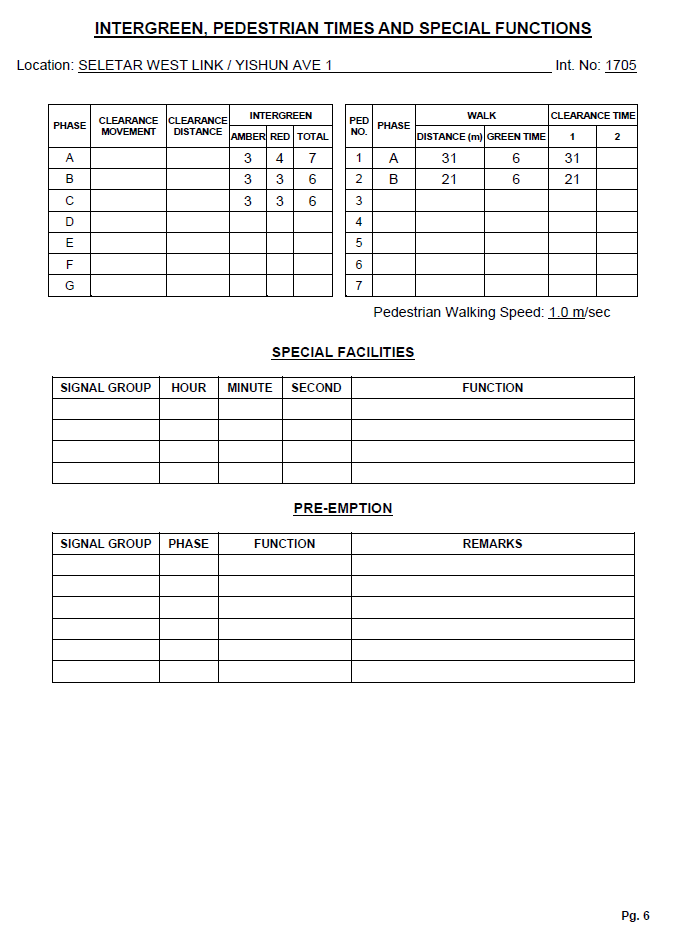 INTERGREEN, PEDESTRIAN TIMES AND SPECIAL FUNCTIONS
Location: SELETAR WEST LINK / YISHUN AVE 1 Int. No: 1705
PHASE CLEARANCE MOVEMENT CLEARANCE DISTANCE INTERGREEN
AMBER RED TOTAL
A 3 4 7
B 3 3 6
C 3 3 6
D
E
F
G
PED NO. PHASE WALK CLEARANCE TIME
DISTANCE (m) GREEN TIME 1 2
1 A 31 6 31
2 B 21 6 21
3
4
5
6
7
Pedestrian Walking Speed: 1.0 m/sec
SPECIAL FACILITIES
SIGNAL GROUP HOUR MINUTE SECOND FUNCTION
PRE-EMPTION
SIGNAL GROUP PHASE FUNCTION REMARKS
Pg. 6